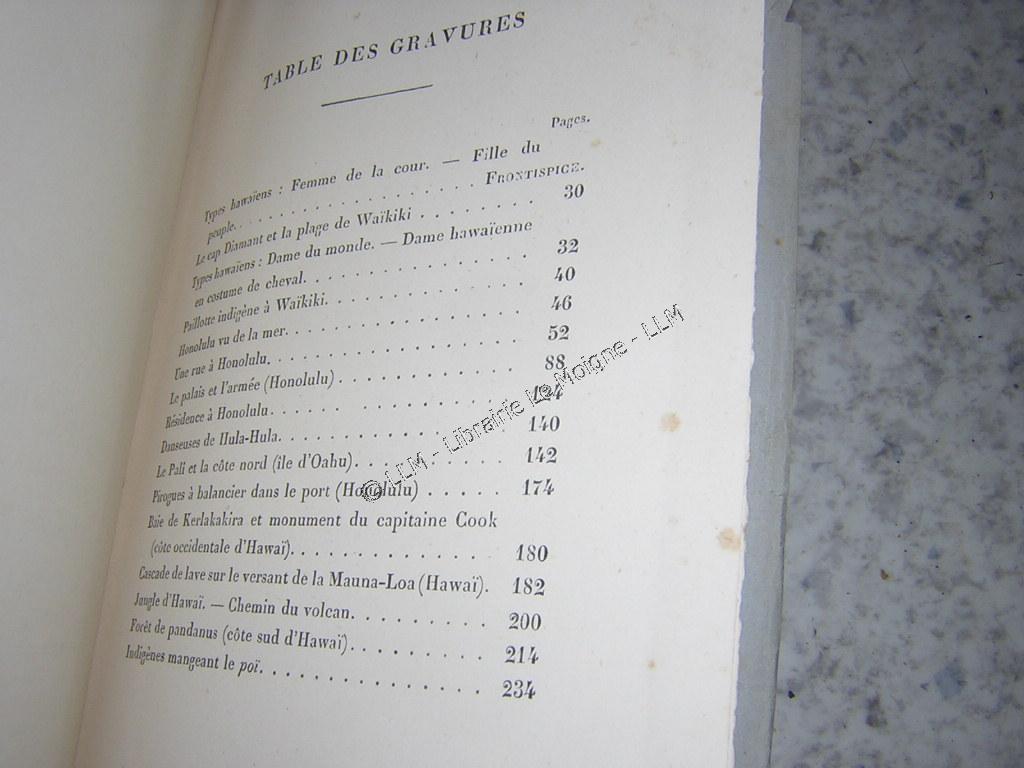 TABLE DES GRAVURES
Pages.
Types hawaïens : Femme de la cour. — Fille du
peuple. . . . . . . . . . . . . . . . . FRONTISPICE.
Le cap Diamant et la plage de Waïkiki . . . . . . . . 30
Types hawaïens : Dame du monde. — Dame hawaïenne
en costume de cheval. . . . . . . . . . . . . . . . 32
Paillotte indigène à Waïkiki. . . . . . . . . . . . . . 40
Honolulu vu de la mer. . . . . . . . . . . . . . . . 46
Une rue à Honolulu. . . . . . . . . . . . . . . . . 52
Le palais et l'armée (Honolulu) . . . . . . . . . . . . 88
Résidence à Honolulu. . . . . . . . . . . . . . . . 124
Danseuses de Hula-Hula. . . . . . . . . . . . . . . 140
Le Pali et la côte nord (île d'Oahu). . . . . . . . . . 142
Pirogues à balancier dans le port (Honolulu) . . . . . 174
Baie de Kerlakakira et monument du capitaine Cook
(côte occidentale d'Hawaï). . . . . . . . . . . . . . 180
Cascade de lave sur le versant de la Mauna-Loa (Hawaï). 182
Jungle d'Hawaï. — Chemin du volcan. . . . . . . . . 200
Forêt de pandanus (côte sud d'Hawaï). . . . . . . . . 214
Indigènes mangeant le poï. . . . . . . . . . . . . . 234
© LLM - Librairie Le Moigne - LLM